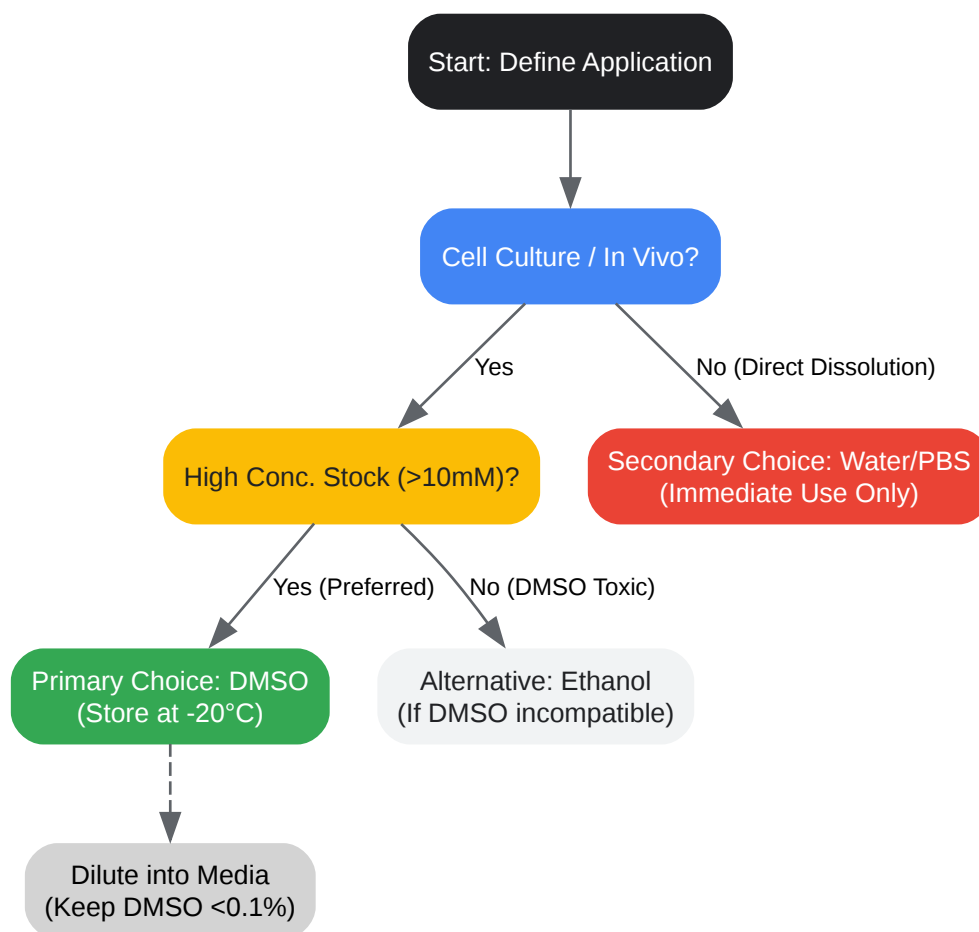 Start: Define Application
Cell Culture / In Vivo?
Yes
No (Direct Dissolution)
High Conc. Stock (>10mM)?
Secondary Choice: Water/PBS
(Immediate Use Only)
Yes (Preferred)
No (DMSO Toxic)
Primary Choice: DMSO
(Store at -20°C)
Alternative: Ethanol
(If DMSO incompatible)
Dilute into Media
(Keep DMSO <0.1%)